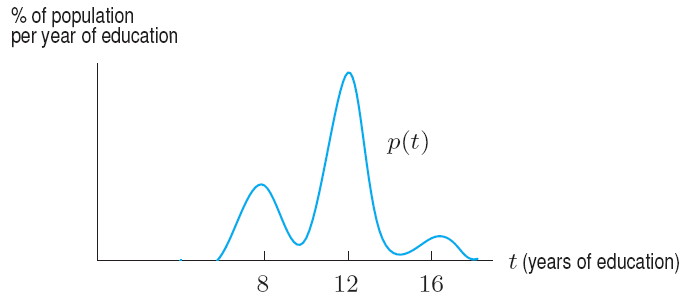 % of population
per year of education
p(t)
t (years of education)
8 12 16